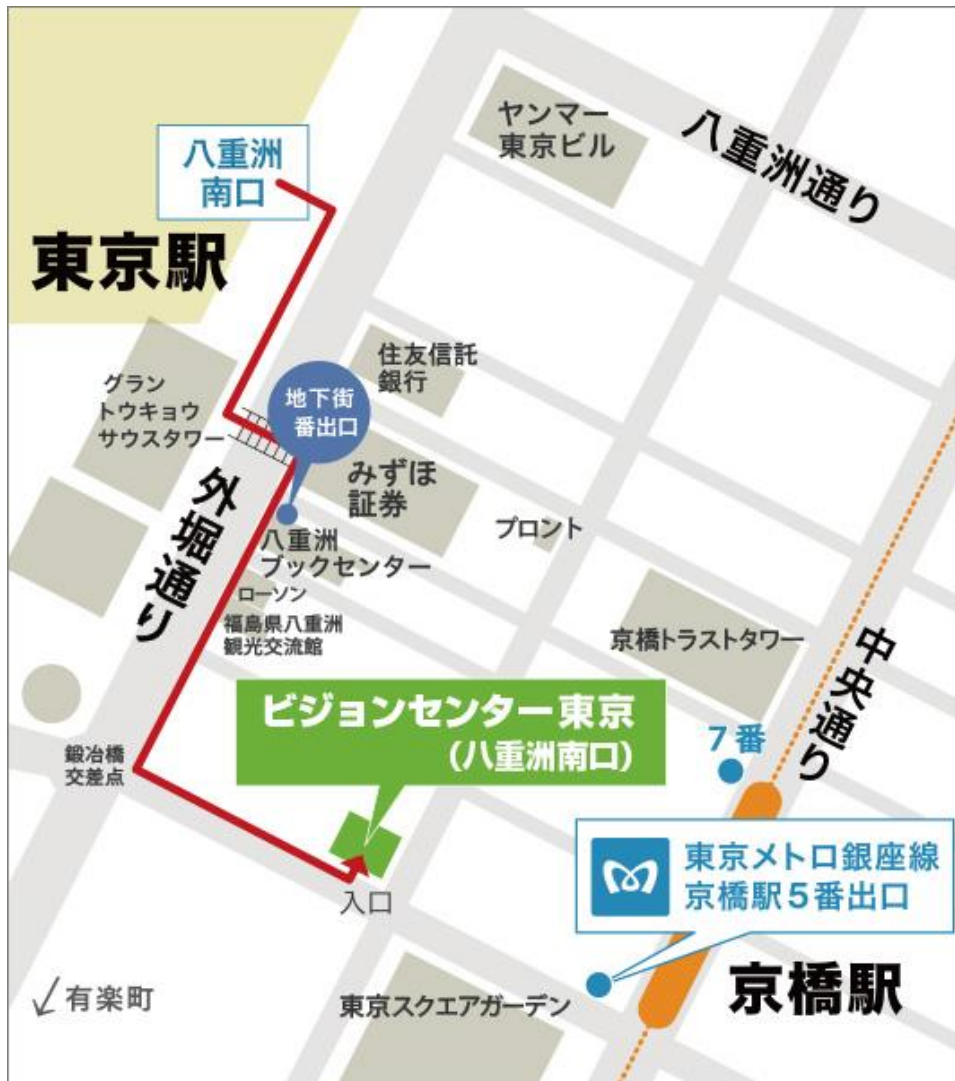 ヤンマー
東京ビル
八重洲通り
八重洲
南口
東京駅
住友信託
銀行
グラン
トウキョウ
サウスタワー
地下街
番出口
みずほ
証券
外堀通り
ブロント
八重洲
ブックセンター
ローソン
福島県八重洲
観光交流館
京橋トラストタワー
中央通り
ビジョンセンター東京
(八重洲南口)
7番
鍛冶橋
交差点
東京メトロ銀座線
京橋駅5番出口
入口
京橋駅
有楽町
東京スクエアガーデン